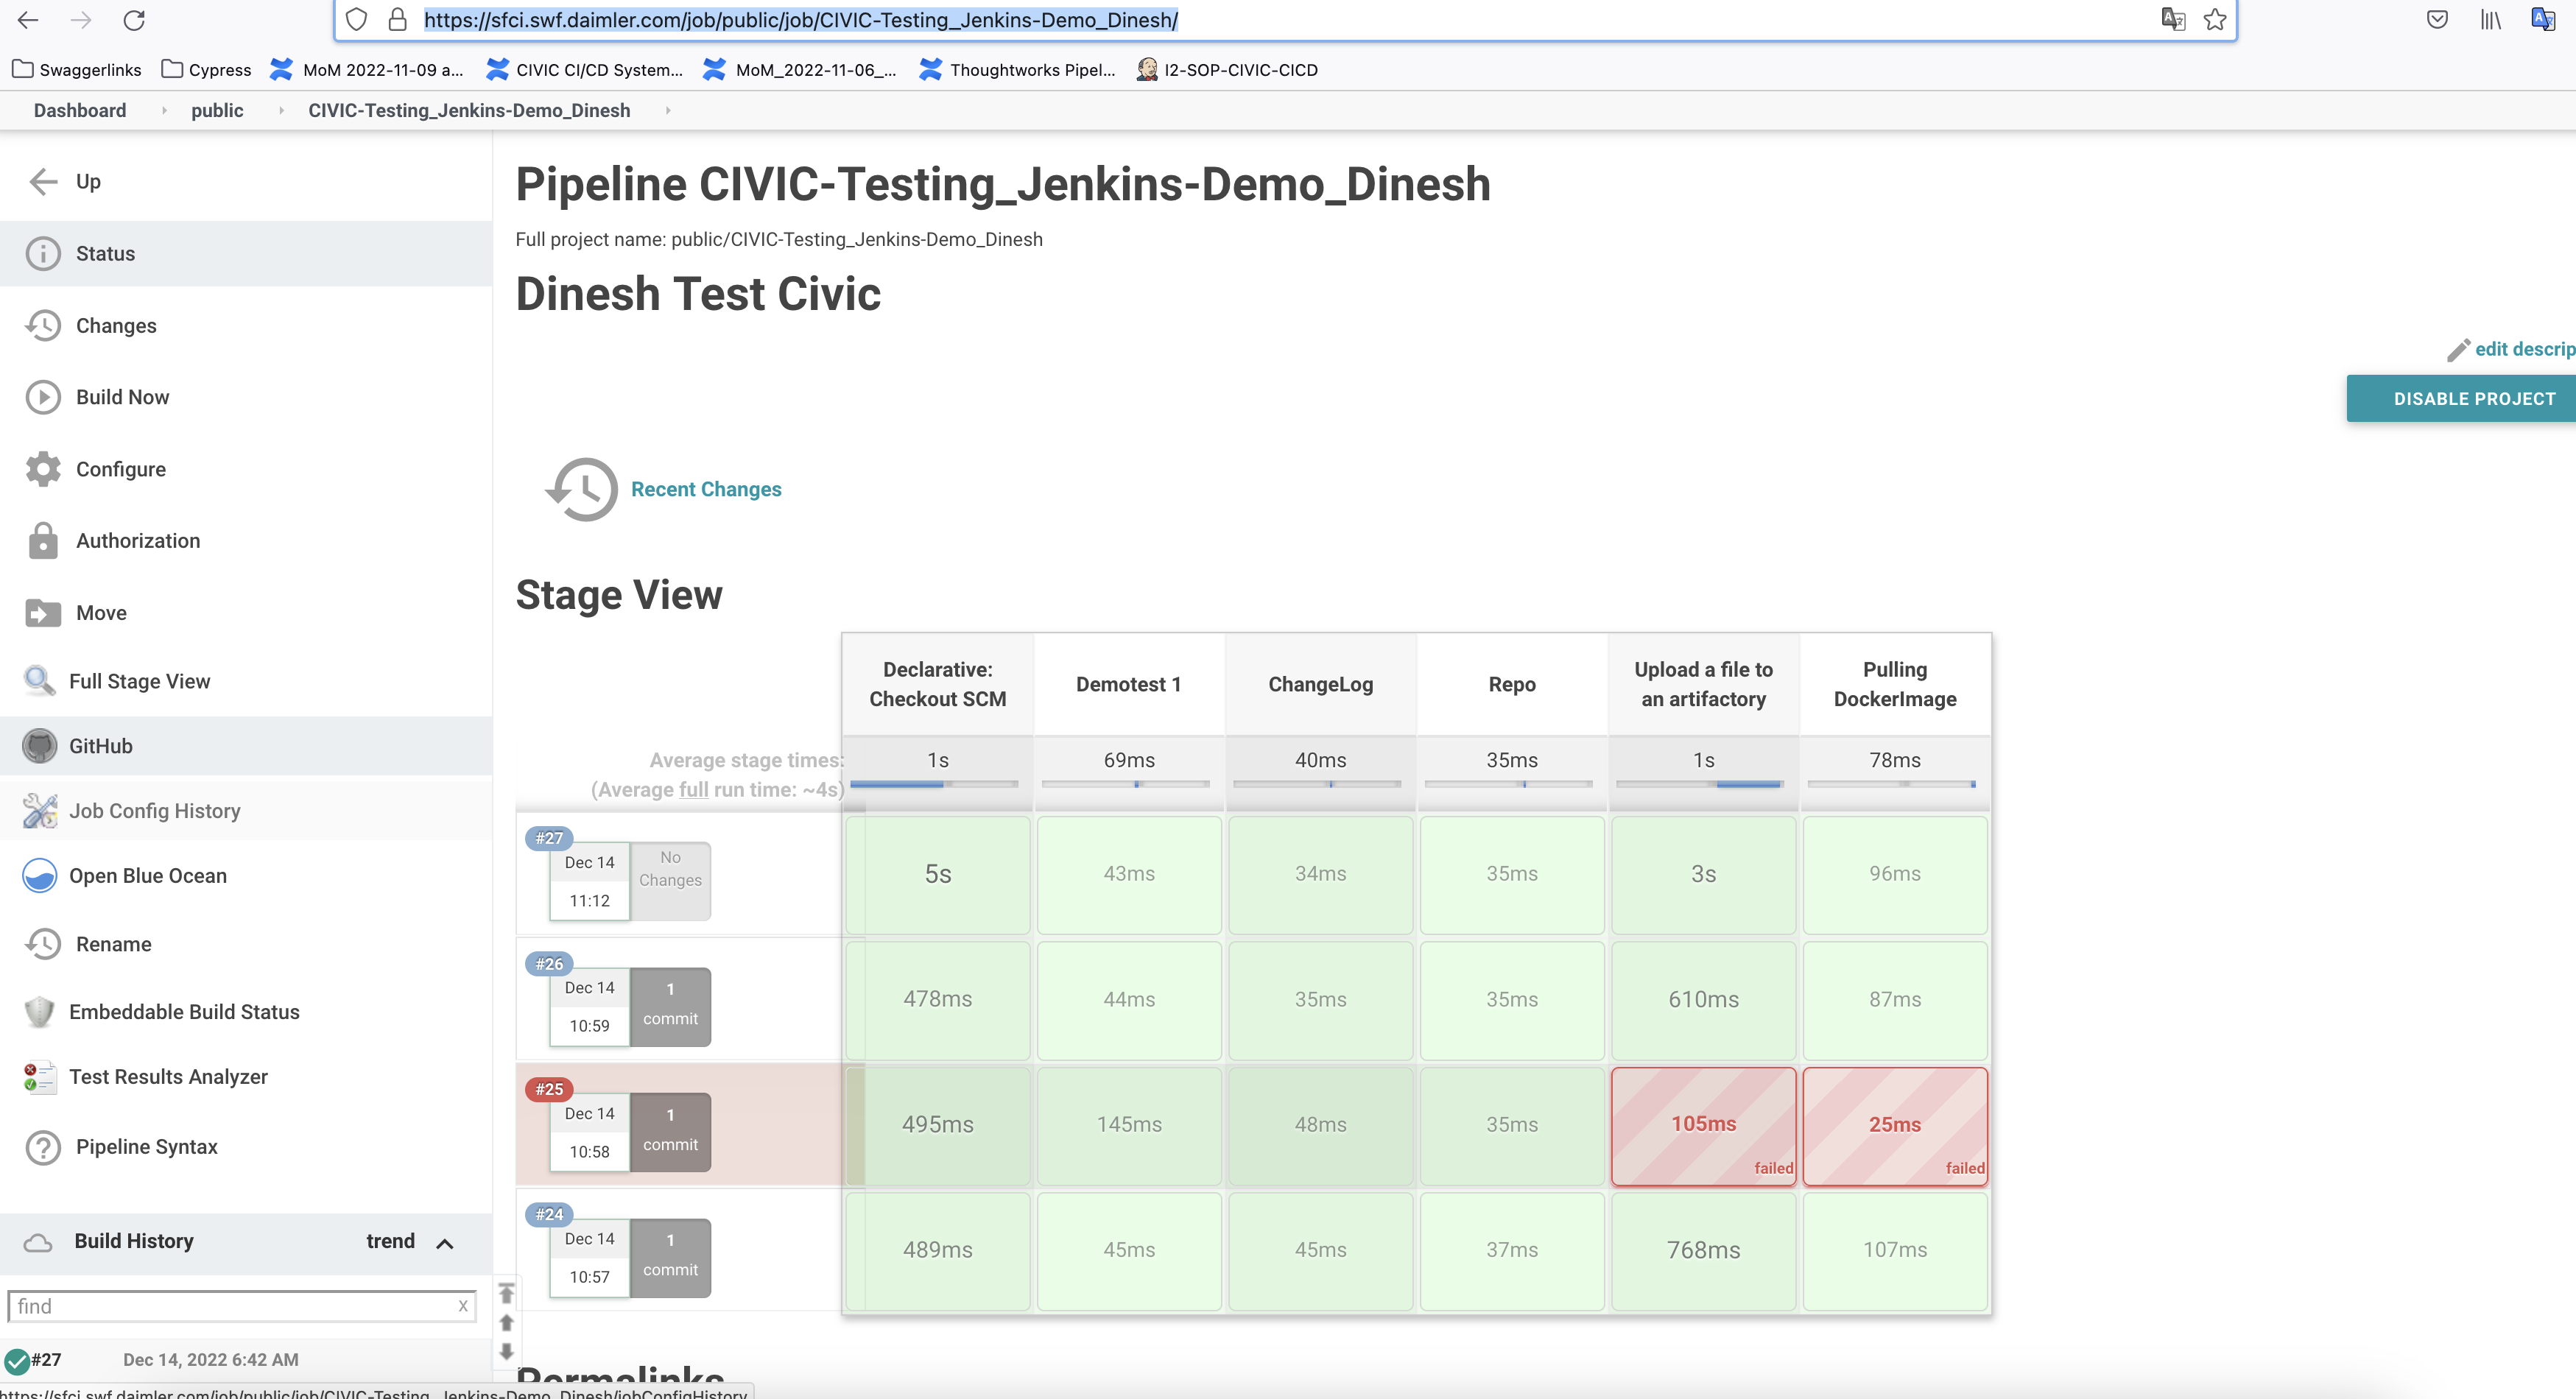 https://sfci.swf.daimler.com/job/public/job/CIVIC-Testing_Jenkins-Demo_Dinesh/
Swaggerlinks Cypress MoM 2022-11-09 a... CIVIC CI/CD System... MoM_2022-11-06_... Thoughtworks Pipel... I2-SOP-CIVIC-CICD
Dashboard public CIVIC-Testing_Jenkins-Demo_Dinesh
Up
Status
Changes
Build Now
Configure
Authorization
Move
Full Stage View
GitHub
Job Config History
Open Blue Ocean
Rename
Embeddable Build Status
Test Results Analyzer
Pipeline Syntax
Build History trend
find x
#27 Dec 14, 2022 6:42 AM
https://sfci.swf.daimler.com/job/public/job/CIVIC-Testing_Jenkins-Demo_Dinesh/jobConfigHistory
Pipeline CIVIC-Testing_Jenkins-Demo_Dinesh
Full project name: public/CIVIC-Testing_Jenkins-Demo_Dinesh
Dinesh Test Civic
edit descrip
DISABLE PROJECT
Recent Changes
Stage View
Declarative: Checkout SCM Demotest 1 ChangeLog Repo Upload a file to an artifactory Pulling DockerImage
Average stage times: 1s 69ms 40ms 35ms 1s 78ms
(Average full run time: ~4s)
#27
Dec 14 No Changes
11:12
5s 43ms 34ms 35ms 3s 96ms
#26
Dec 14 1 commit
10:59
478ms 44ms 35ms 35ms 610ms 87ms
#25
Dec 14 1 commit
10:58
495ms 145ms 48ms 35ms 105ms 25ms
failed failed
#24
Dec 14 1 commit
10:57
489ms 45ms 45ms 37ms 768ms 107ms
Permalinks